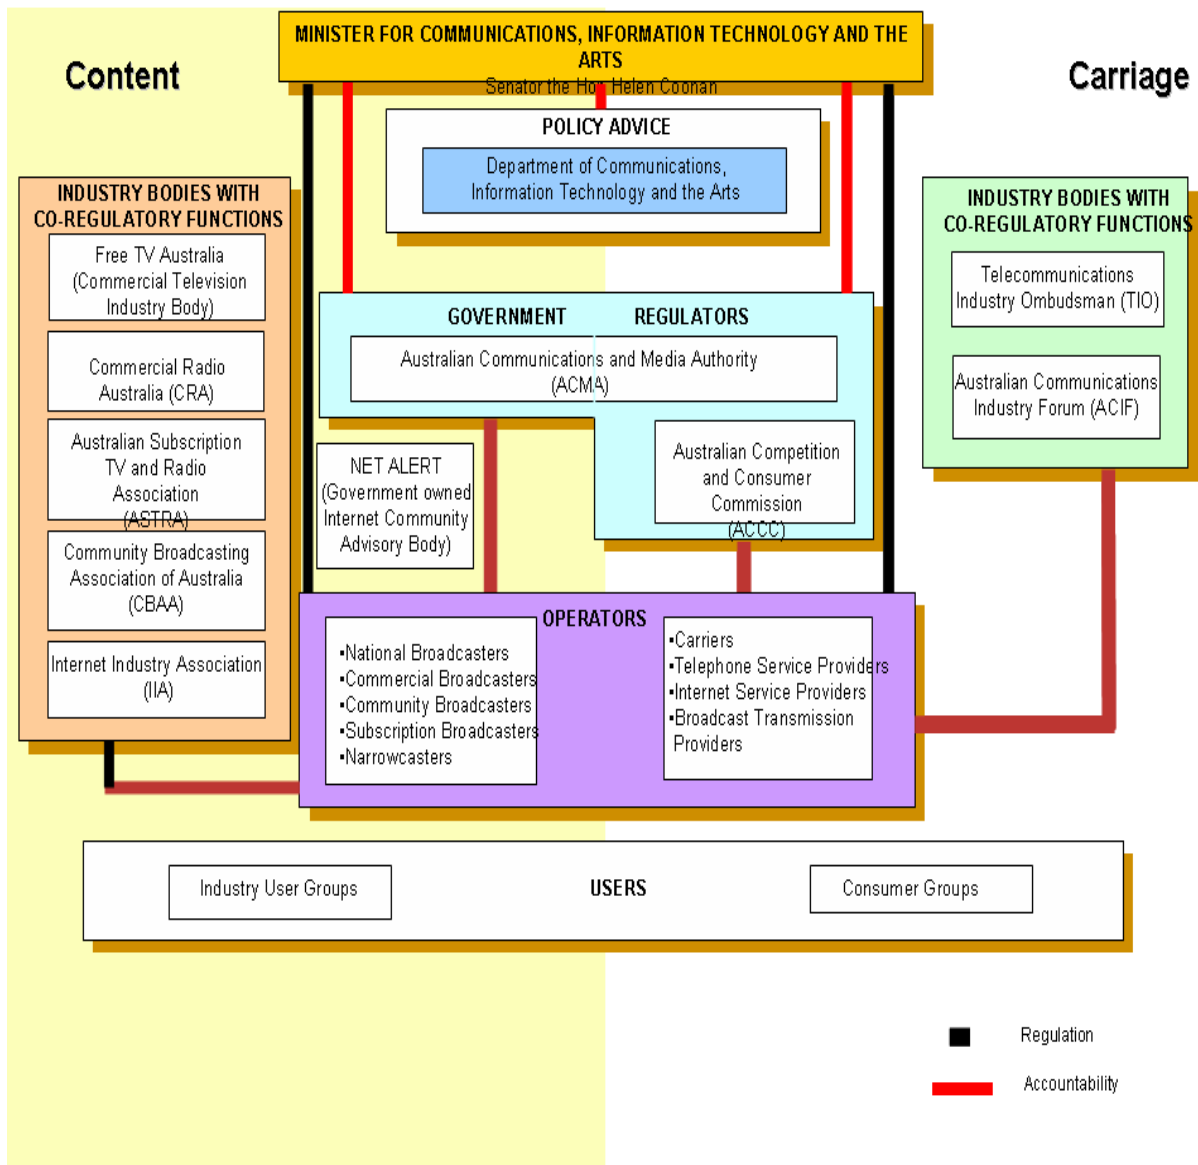 MINISTER FOR COMMUNICATIONS, INFORMATION TECHNOLOGY AND THE
ARTS
Senator the Hon Helen Coonan
Content
Carriage
POLICY ADVICE
Department of Communications,
Information Technology and the Arts
INDUSTRY BODIES WITH
CO-REGULATORY FUNCTIONS
Free TV Australia
(Commercial Television
Industry Body)
Commercial Radio
Australia (CRA)
Australian Subscription
TV and Radio
Association
(ASTRA)
Community Broadcasting
Association of Australia
(CBAA)
Internet Industry Association
(IIA)
GOVERNMENT REGULATORS
Australian Communications and Media Authority
(ACMA)
NET ALERT
(Government owned
Internet Community
Advisory Body)
Australian Competition
and Consumer
Commission
(ACCC)
INDUSTRY BODIES WITH
CO-REGULATORY FUNCTIONS
Telecommunications
Industry Ombudsman (TIO)
Australian Communications
Industry Forum (ACIF)
OPERATORS
▪National Broadcasters
▪Commercial Broadcasters
▪Community Broadcasters
▪Subscription Broadcasters
▪Narrowcasters
▪Carriers
▪Telephone Service Providers
▪Internet Service Providers
▪Broadcast Transmission
Providers
Industry User Groups
USERS
Consumer Groups
Regulation
Accountability